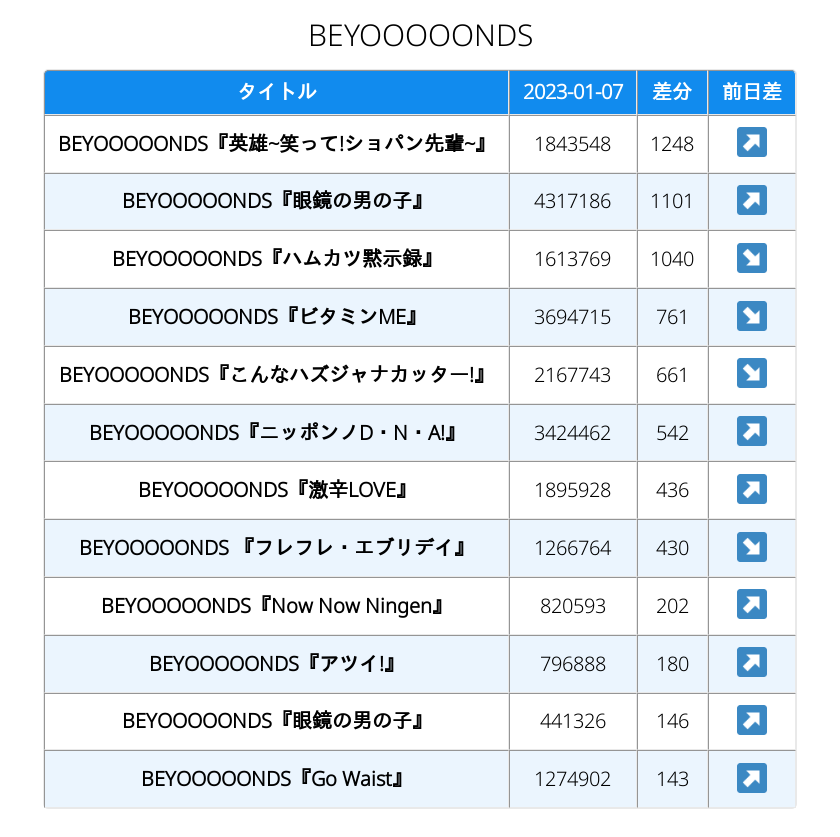 BEYOOOOONDS
タイトル 2023-01-07 差分 前日差
BEYOOOOONDS『英雄~笑って!ショパン先輩~』 1843548 1248 ↗
BEYOOOOONDS『眼鏡の男の子』 4317186 1101 ↗
BEYOOOOONDS『ハムカツ黙示録』 1613769 1040 ↘
BEYOOOOONDS『ビタミンME』 3694715 761 ↘
BEYOOOOONDS『こんなハズジャナカッター!』 2167743 661 ↘
BEYOOOOONDS『ニッポンノD・N・A!』 3424462 542 ↗
BEYOOOOONDS『激辛LOVE』 1895928 436 ↗
BEYOOOOONDS 『フレフレ・エブリデイ』 1266764 430 ↘
BEYOOOOONDS『Now Now Ningen』 820593 202 ↗
BEYOOOOONDS『アツイ!』 796888 180 ↗
BEYOOOOONDS『眼鏡の男の子』 441326 146 ↗
BEYOOOOONDS『Go Waist』 1274902 143 ↗